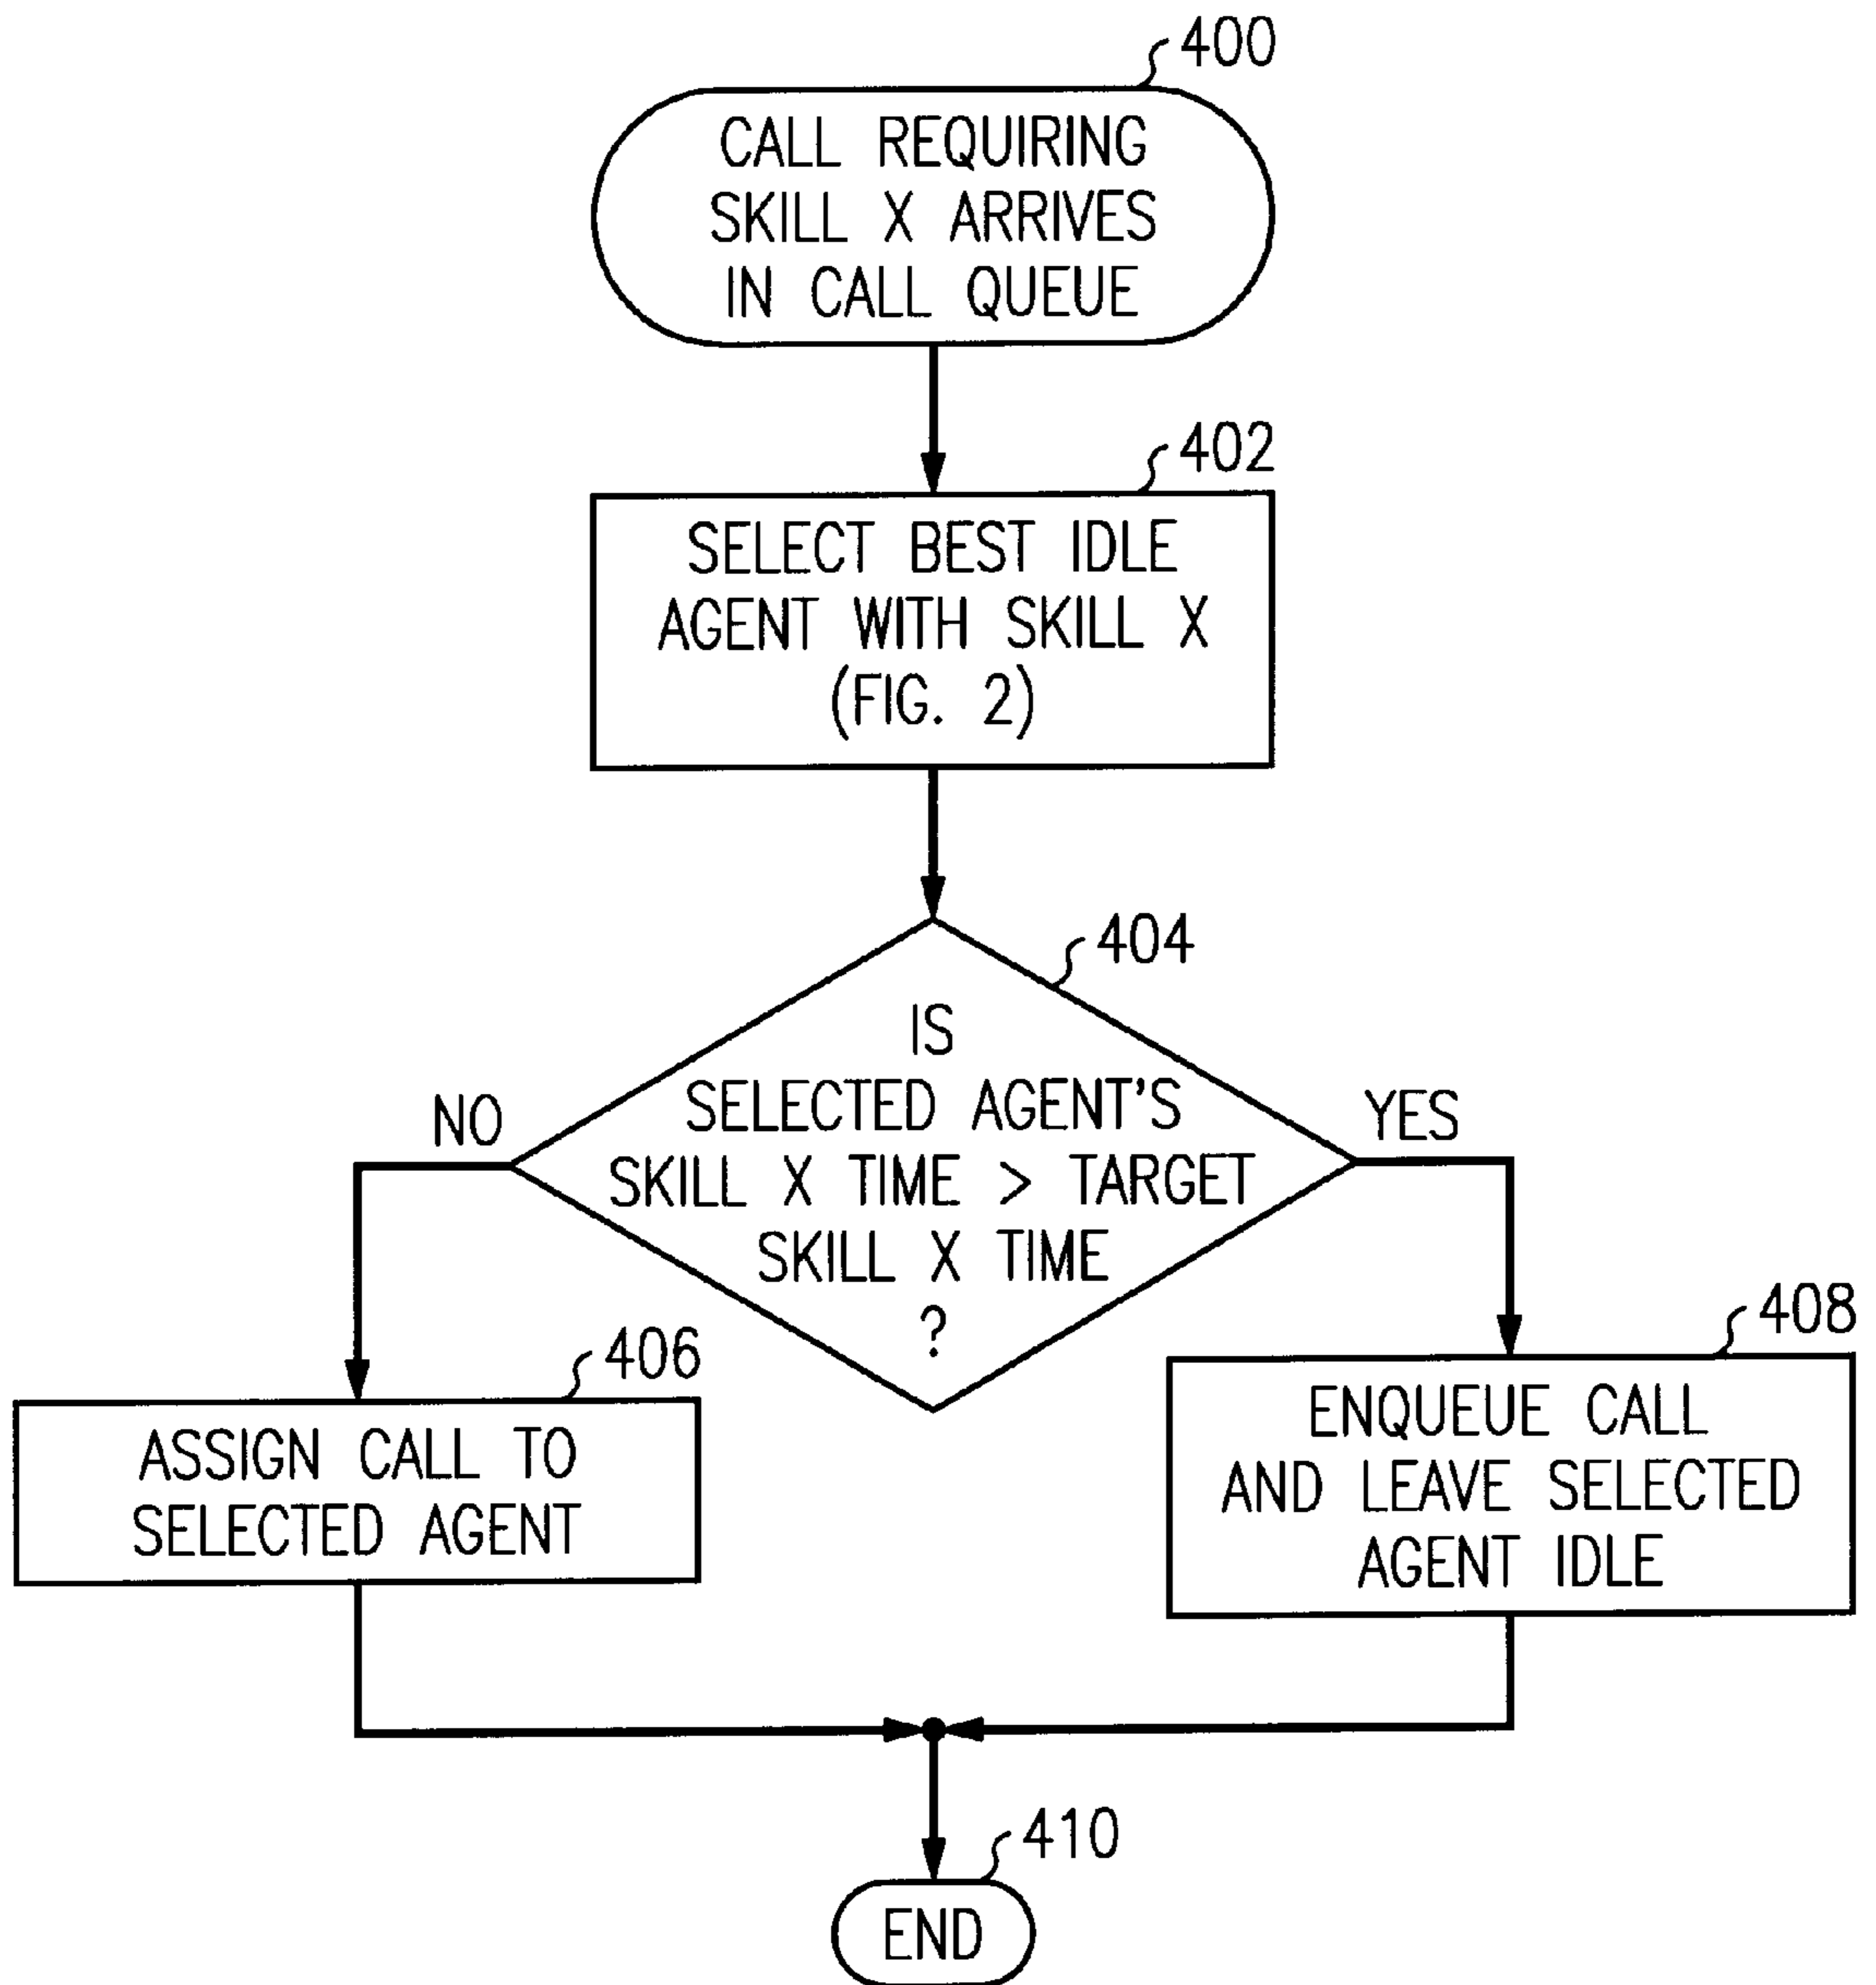 400
CALL REQUIRING
SKILL X ARRIVES
IN CALL QUEUE
402
SELECT BEST IDLE
AGENT WITH SKILL X
(FIG. 2)
404
IS
SELECTED AGENT'S
SKILL X TIME > TARGET
SKILL X TIME
?
NO
YES
406
ASSIGN CALL TO
SELECTED AGENT
408
ENQUEUE CALL
AND LEAVE SELECTED
AGENT IDLE
410
END